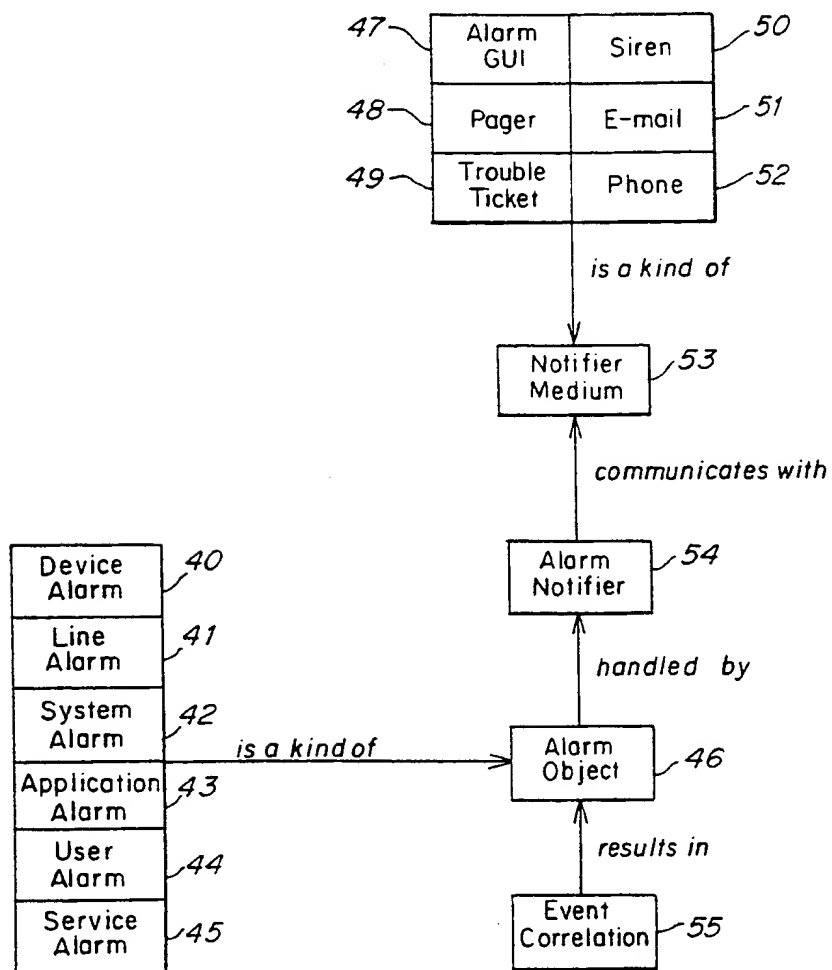 47
Alarm
GUI
Siren
50
48
Pager
E-mail
51
49
Trouble
Ticket
Phone
52
is a kind of
Notifier
Medium
53
communicates with
Alarm
Notifier
54
handled by
Device
Alarm
40
Line
Alarm
41
System
Alarm
42
Application
Alarm
43
User
Alarm
44
Service
Alarm
45
is a kind of
Alarm
Object
46
results in
Event
Correlation
55